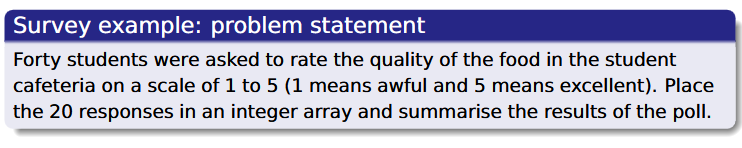 Survey example: problem statement
Forty students were asked to rate the quality of the food in the student
cafeteria on a scale of 1 to 5 (1 means awful and 5 means excellent). Place
the 20 responses in an integer array and summarise the results of the poll.